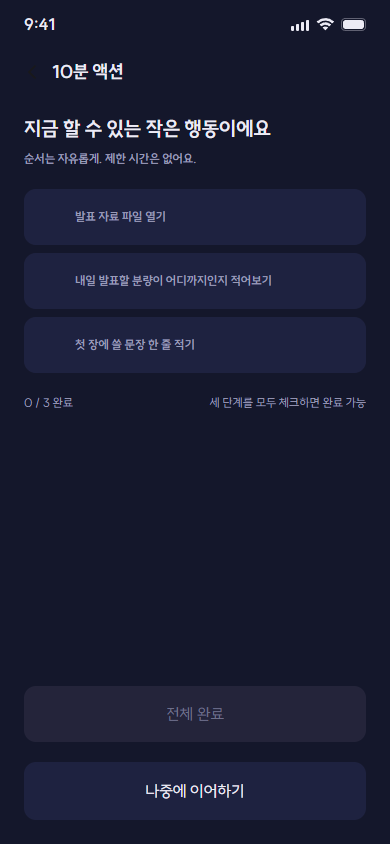 9:41
10분 액션
지금 할 수 있는 작은 행동이에요
순서는 자유롭게. 제한 시간은 없어요.
발표 자료 파일 열기
내일 발표할 분량이 어디까지인지 적어보기
첫 장에 쓸 문장 한 줄 적기
0 / 3 완료
세 단계를 모두 체크하면 완료 가능
전체 완료
나중에 이어하기